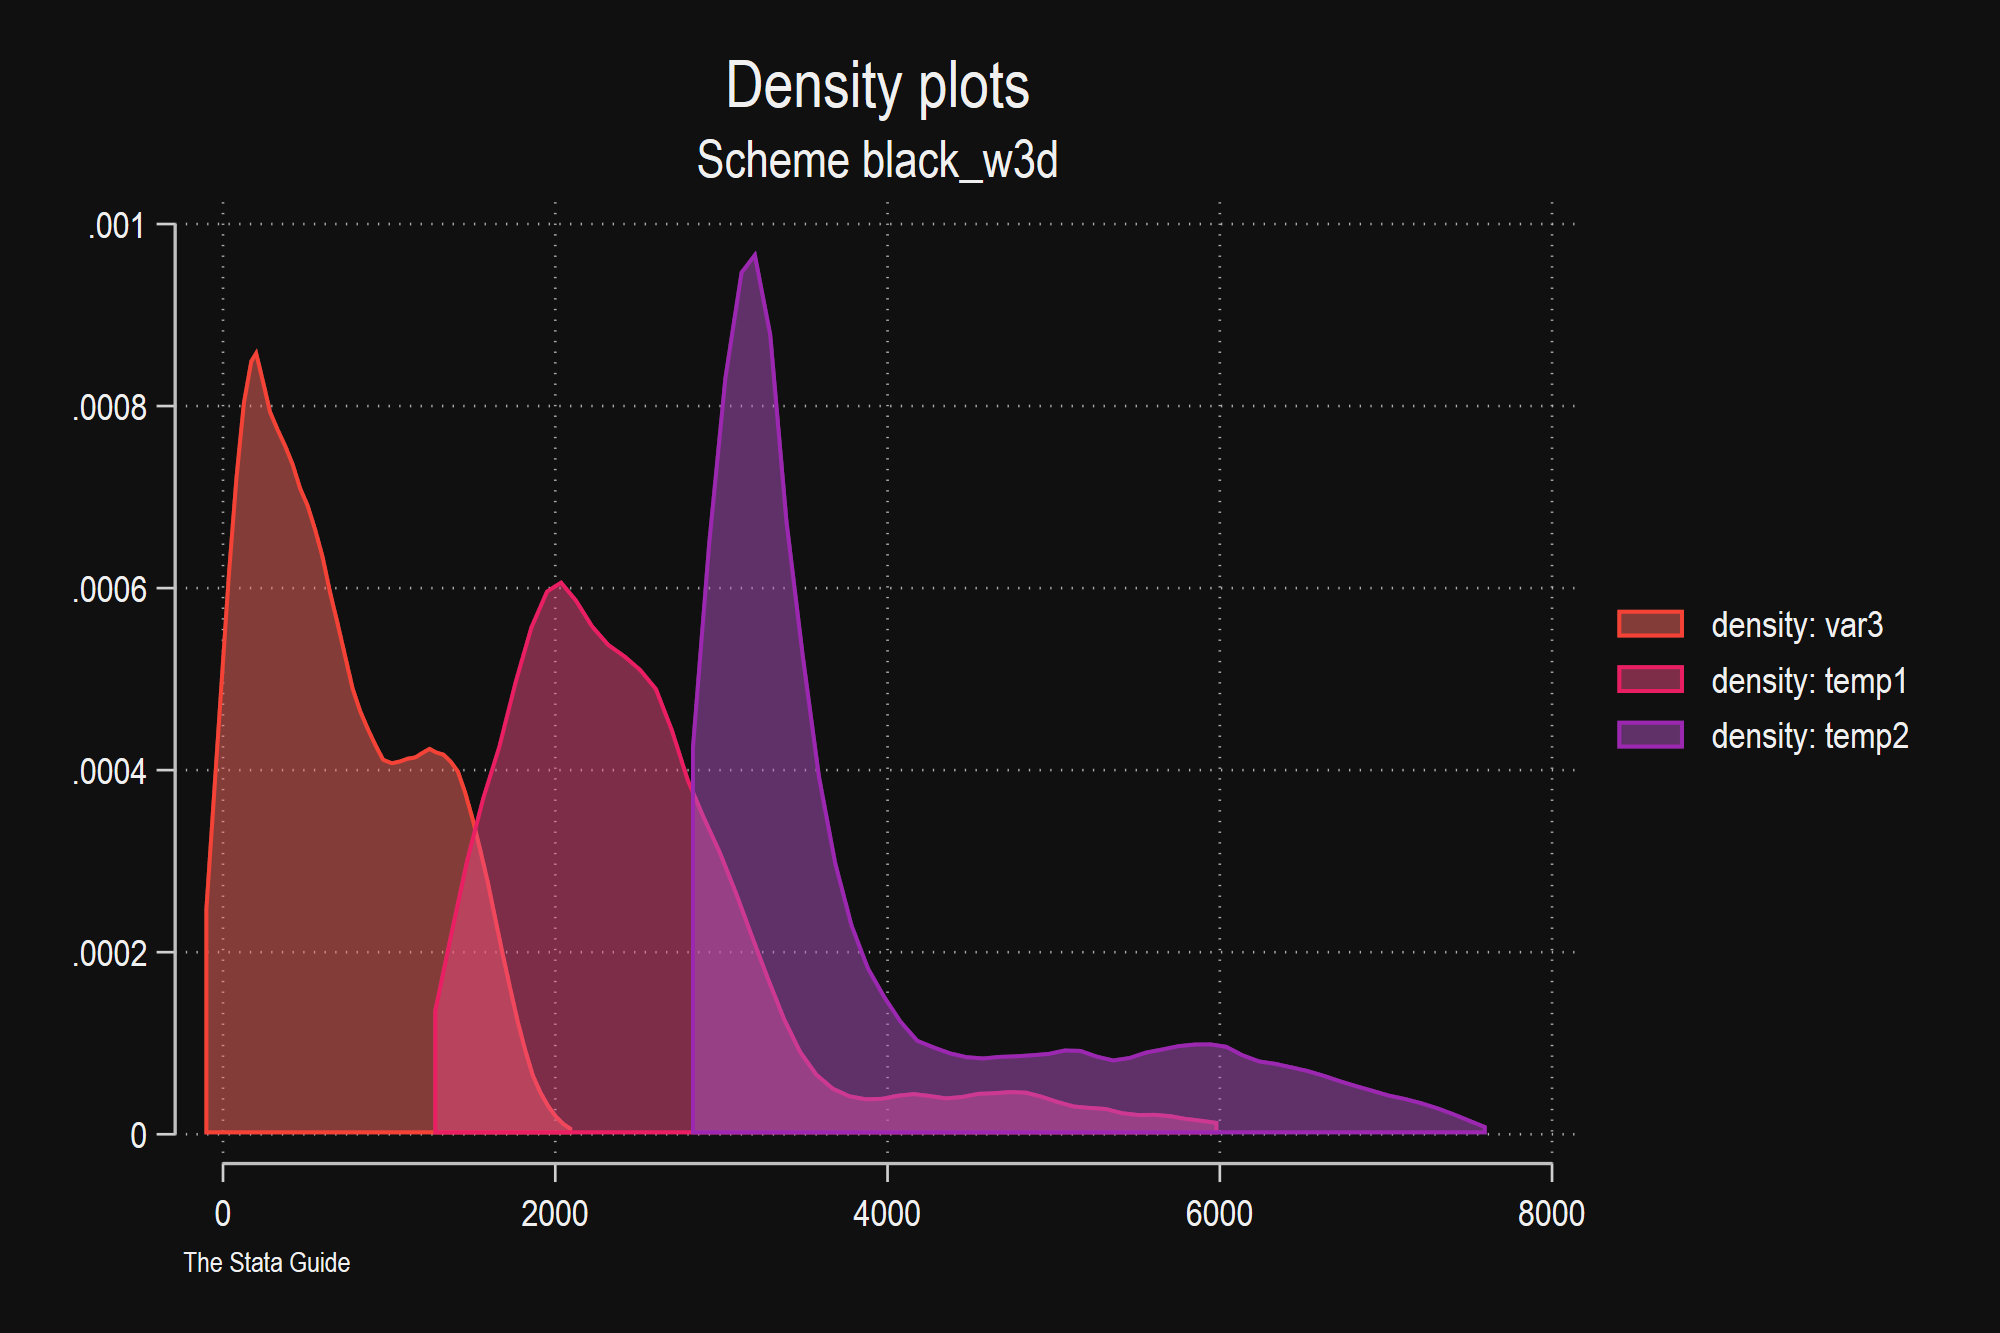 Density plots
Scheme black_w3d
.001
.0008
.0006
.0004
.0002
0
0 2000 4000 6000 8000
density: var3
density: temp1
density: temp2
The Stata Guide